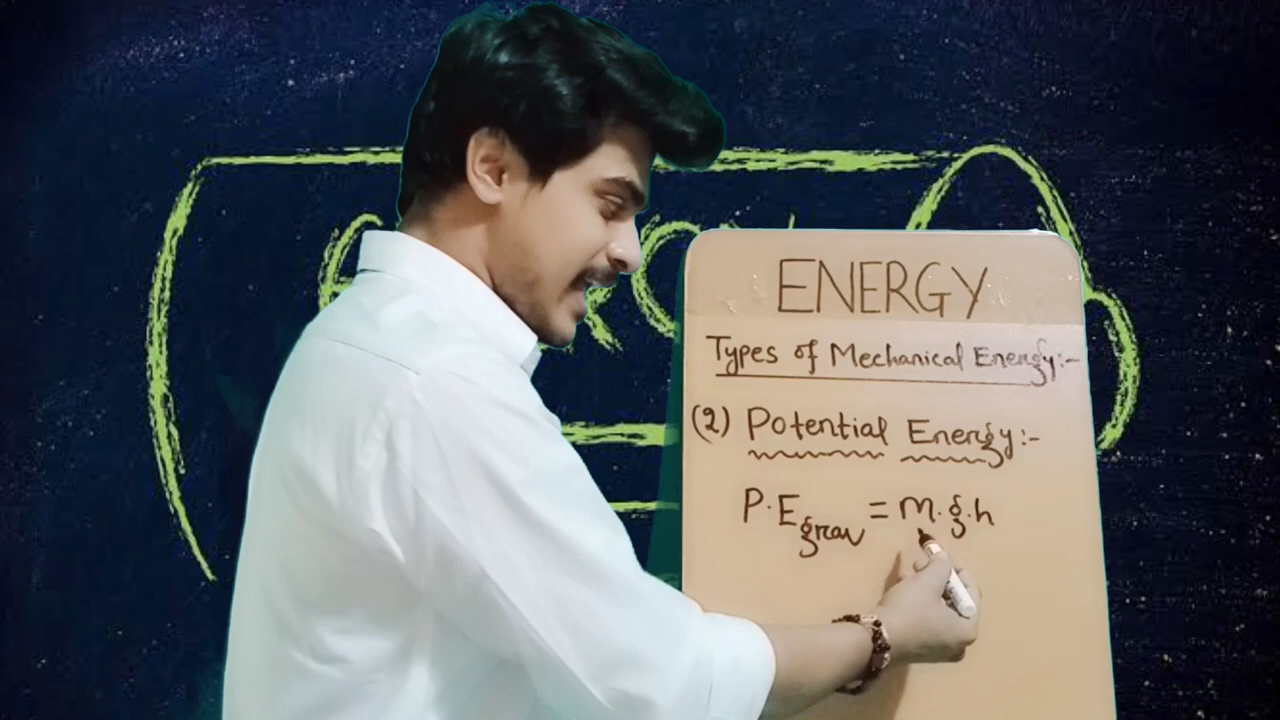 ENERGY
Types of Mechanical Energy:-
(2) Potential Energy:-
P.E grav = m.g.h